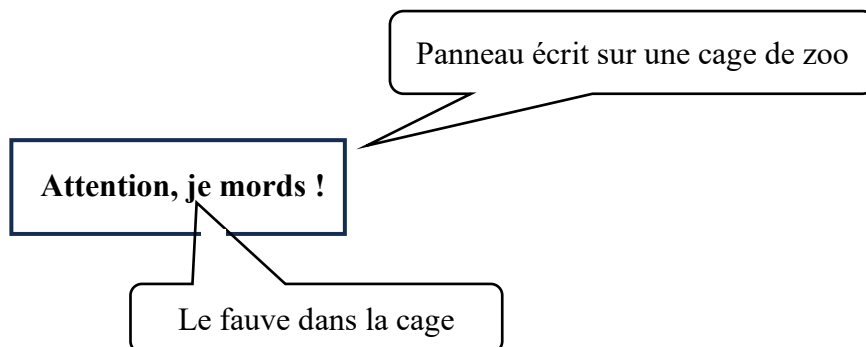 Panneau écrit sur une cage de zoo
Attention, je mords !
Le fauve dans la cage